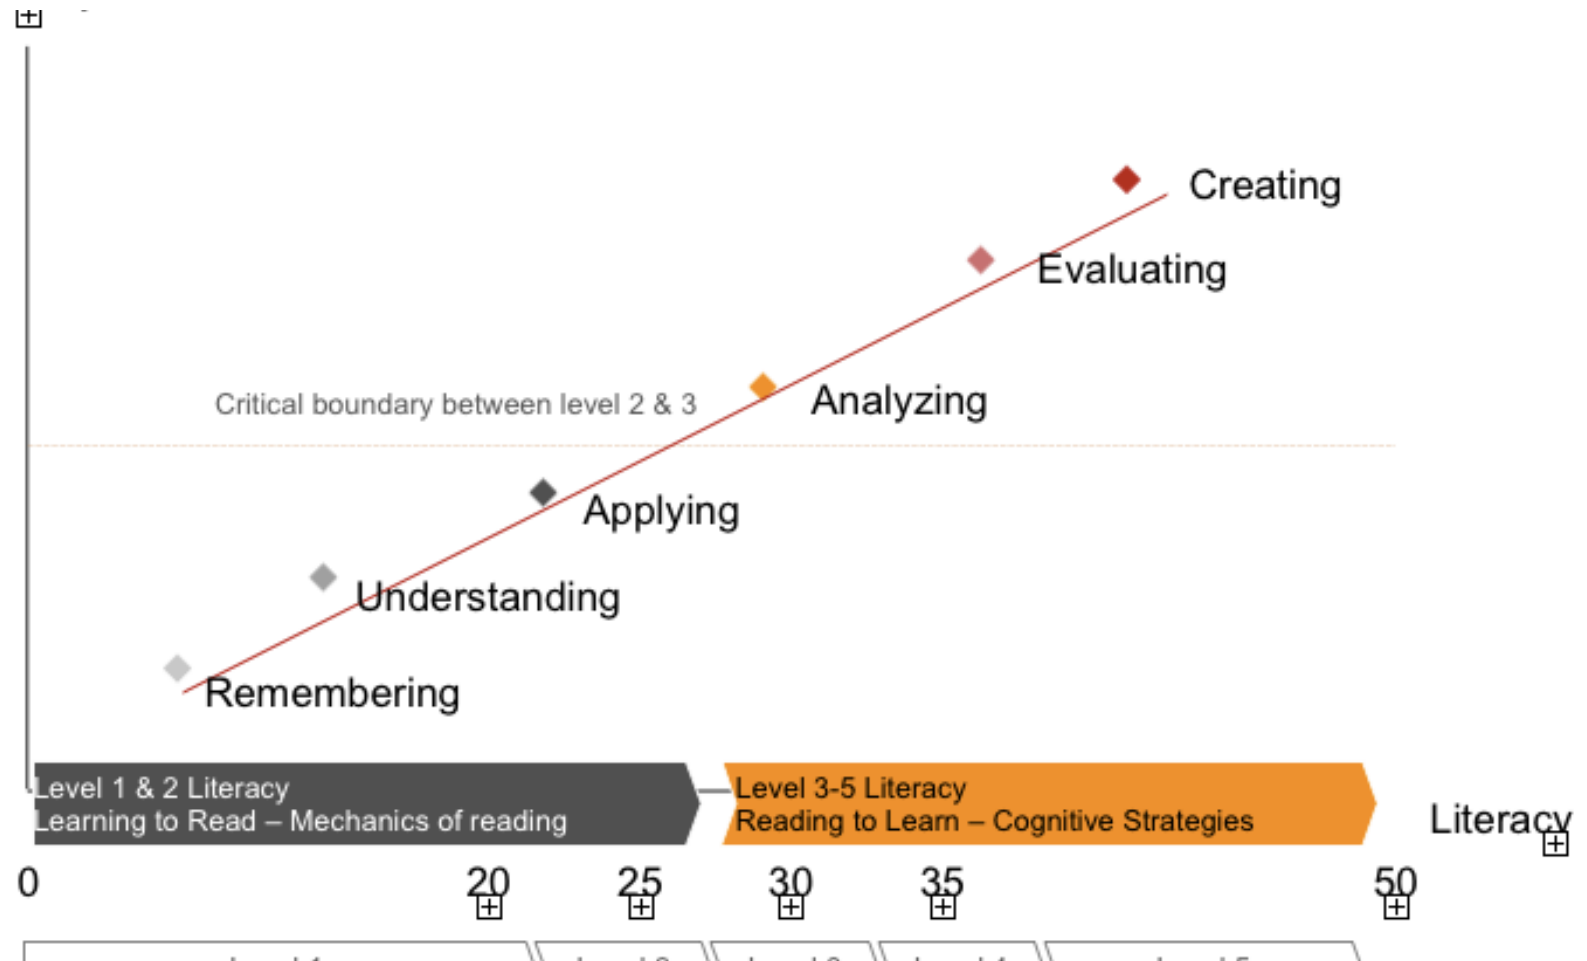 Creating
Evaluating
Critical boundary between level 2 & 3
Analyzing
Applying
Understanding
Remembering
Level 1 & 2 Literacy
Learning to Read – Mechanics of reading
Level 3-5 Literacy
Reading to Learn – Cognitive Strategies
Literacy
0 20 25 30 35 50